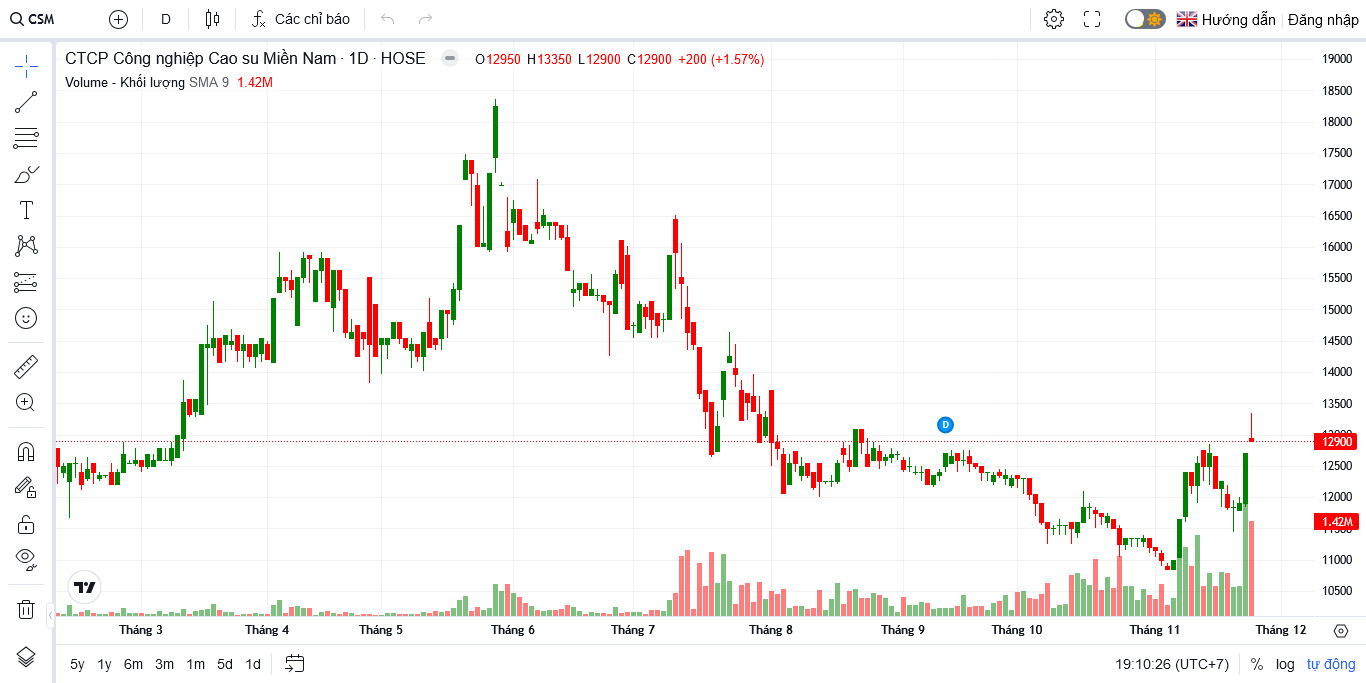 CSM D Các chỉ báo Hướng dẫn Đăng nhập
CTCP Công nghiệp Cao su Miền Nam · 1D · HOSE O12950 H13350 L12900 C12900 +200 (+1.57%)
Volume - Khối lượng SMA 9 1.42M
19000
18500
18000
17500
17000
16500
16000
15500
15000
14500
14000
13500
12900
12500
12000
1.42M
11000
10500
D
Tháng 3 Tháng 4 Tháng 5 Tháng 6 Tháng 7 Tháng 8 Tháng 9 Tháng 10 Tháng 11 Tháng 12
5y 1y 6m 3m 1m 5d 1d 19:10:26 (UTC+7) % log tự động